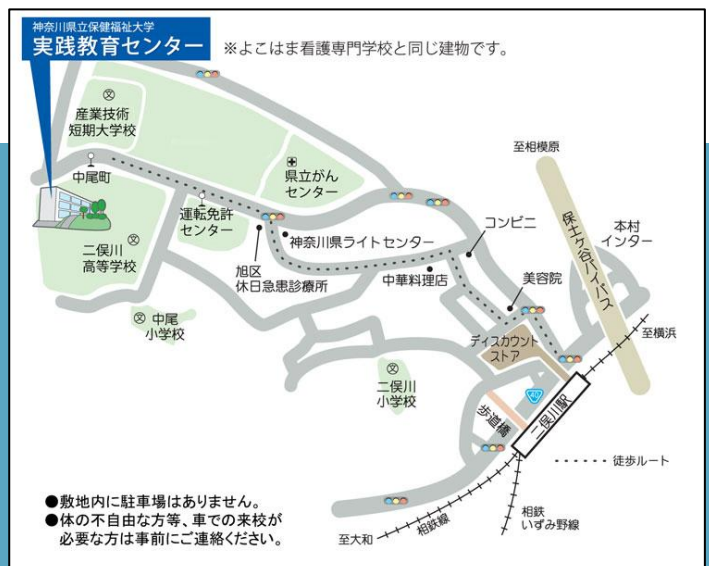 神奈川県立保健福祉大学
実践教育センター
※よこはま看護専門学校と同じ建物です。
産業技術
短期大学校
至相模原
県立がん
センター
中尾町
コンビニ
保土ヶ谷バイパス
本村
インター
運転免許
センター
神奈川県ライトセンター
二俣川
高等学校
旭区
休日急患診療所
中華料理店
美容院
中尾
小学校
ディスカウント
ストア
至横浜
二俣川
小学校
歩道橋
二俣川駅
徒歩ルート
●敷地内に駐車場はありません。
●体の不自由な方等、車での来校が
必要な方は事前にご連絡ください。
至大和
相鉄線
相鉄
いずみ野線